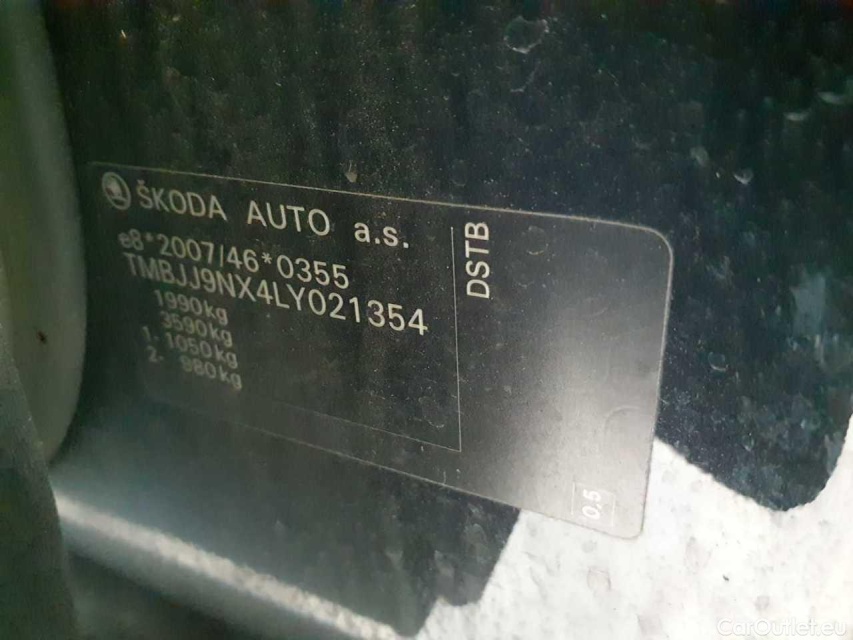 ŠKODA AUTO a.s.
e8*2007/46*0355
TMBJJ9NX4LY021354
1990kg
3590kg
1- 1050kg
2- 980kg
DSTB
0,5
CarOutlet.eu